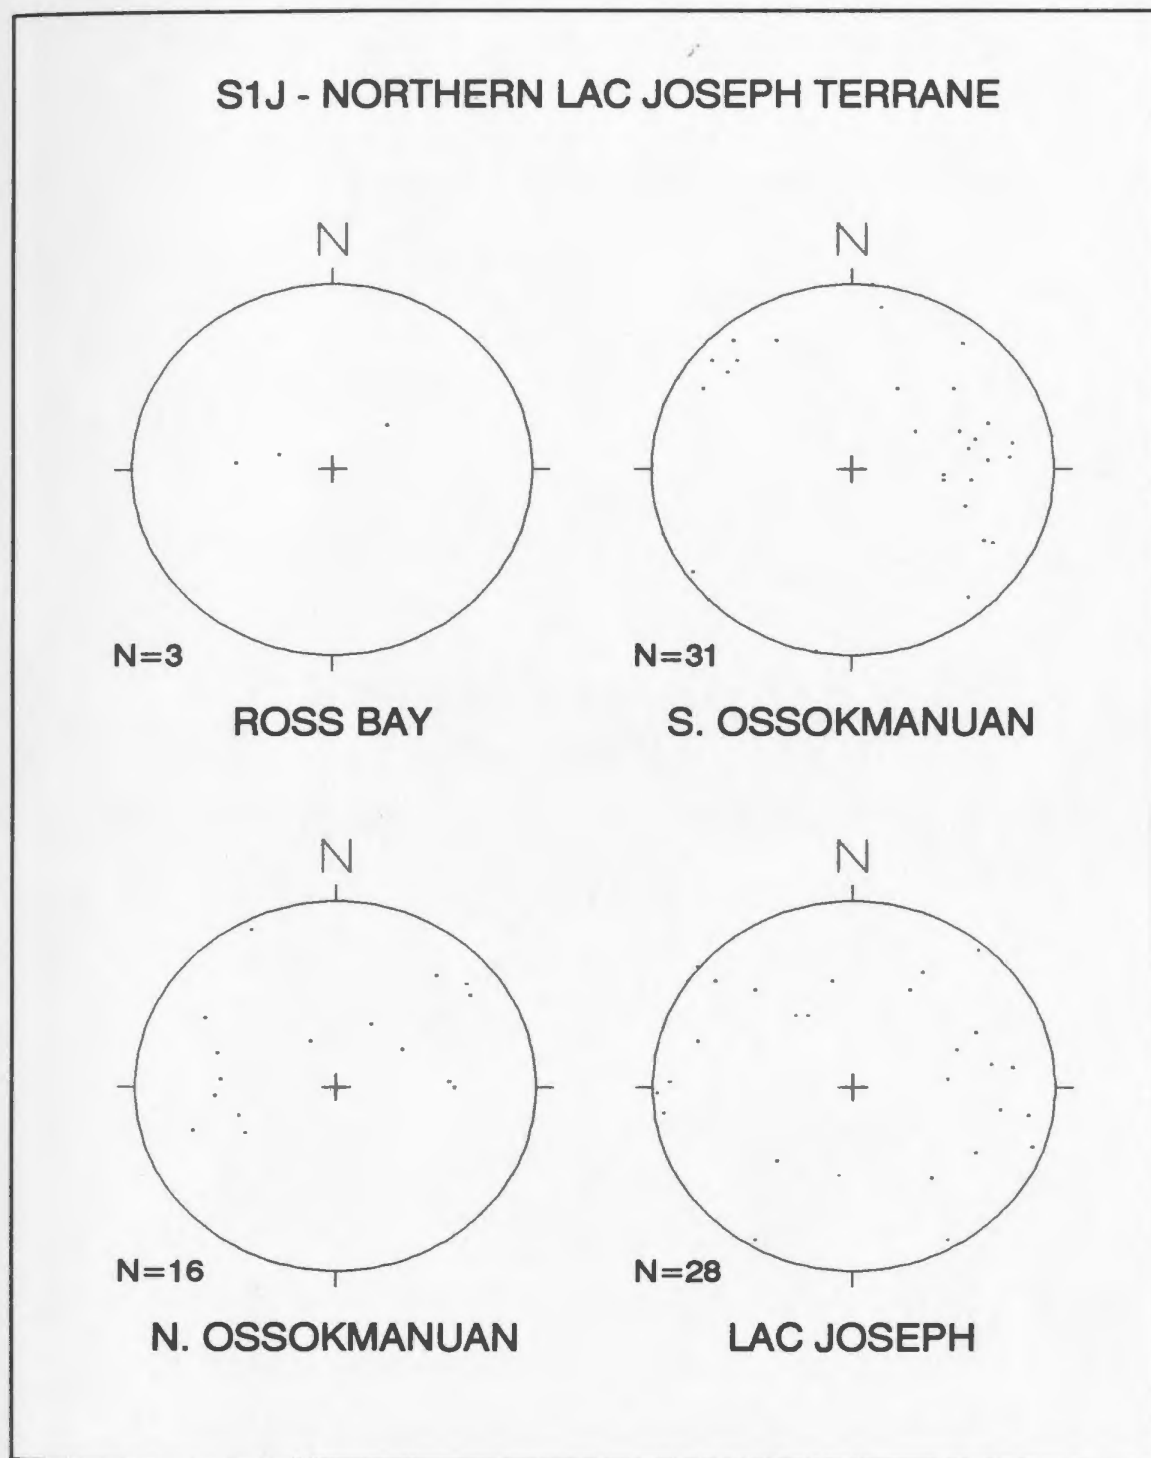 S1J - NORTHERN LAC JOSEPH TERRANE
N
N
N=3
N=31
ROSS BAY
S. OSSOKMANUAN
N
N
N=16
N=28
N. OSSOKMANUAN
LAC JOSEPH